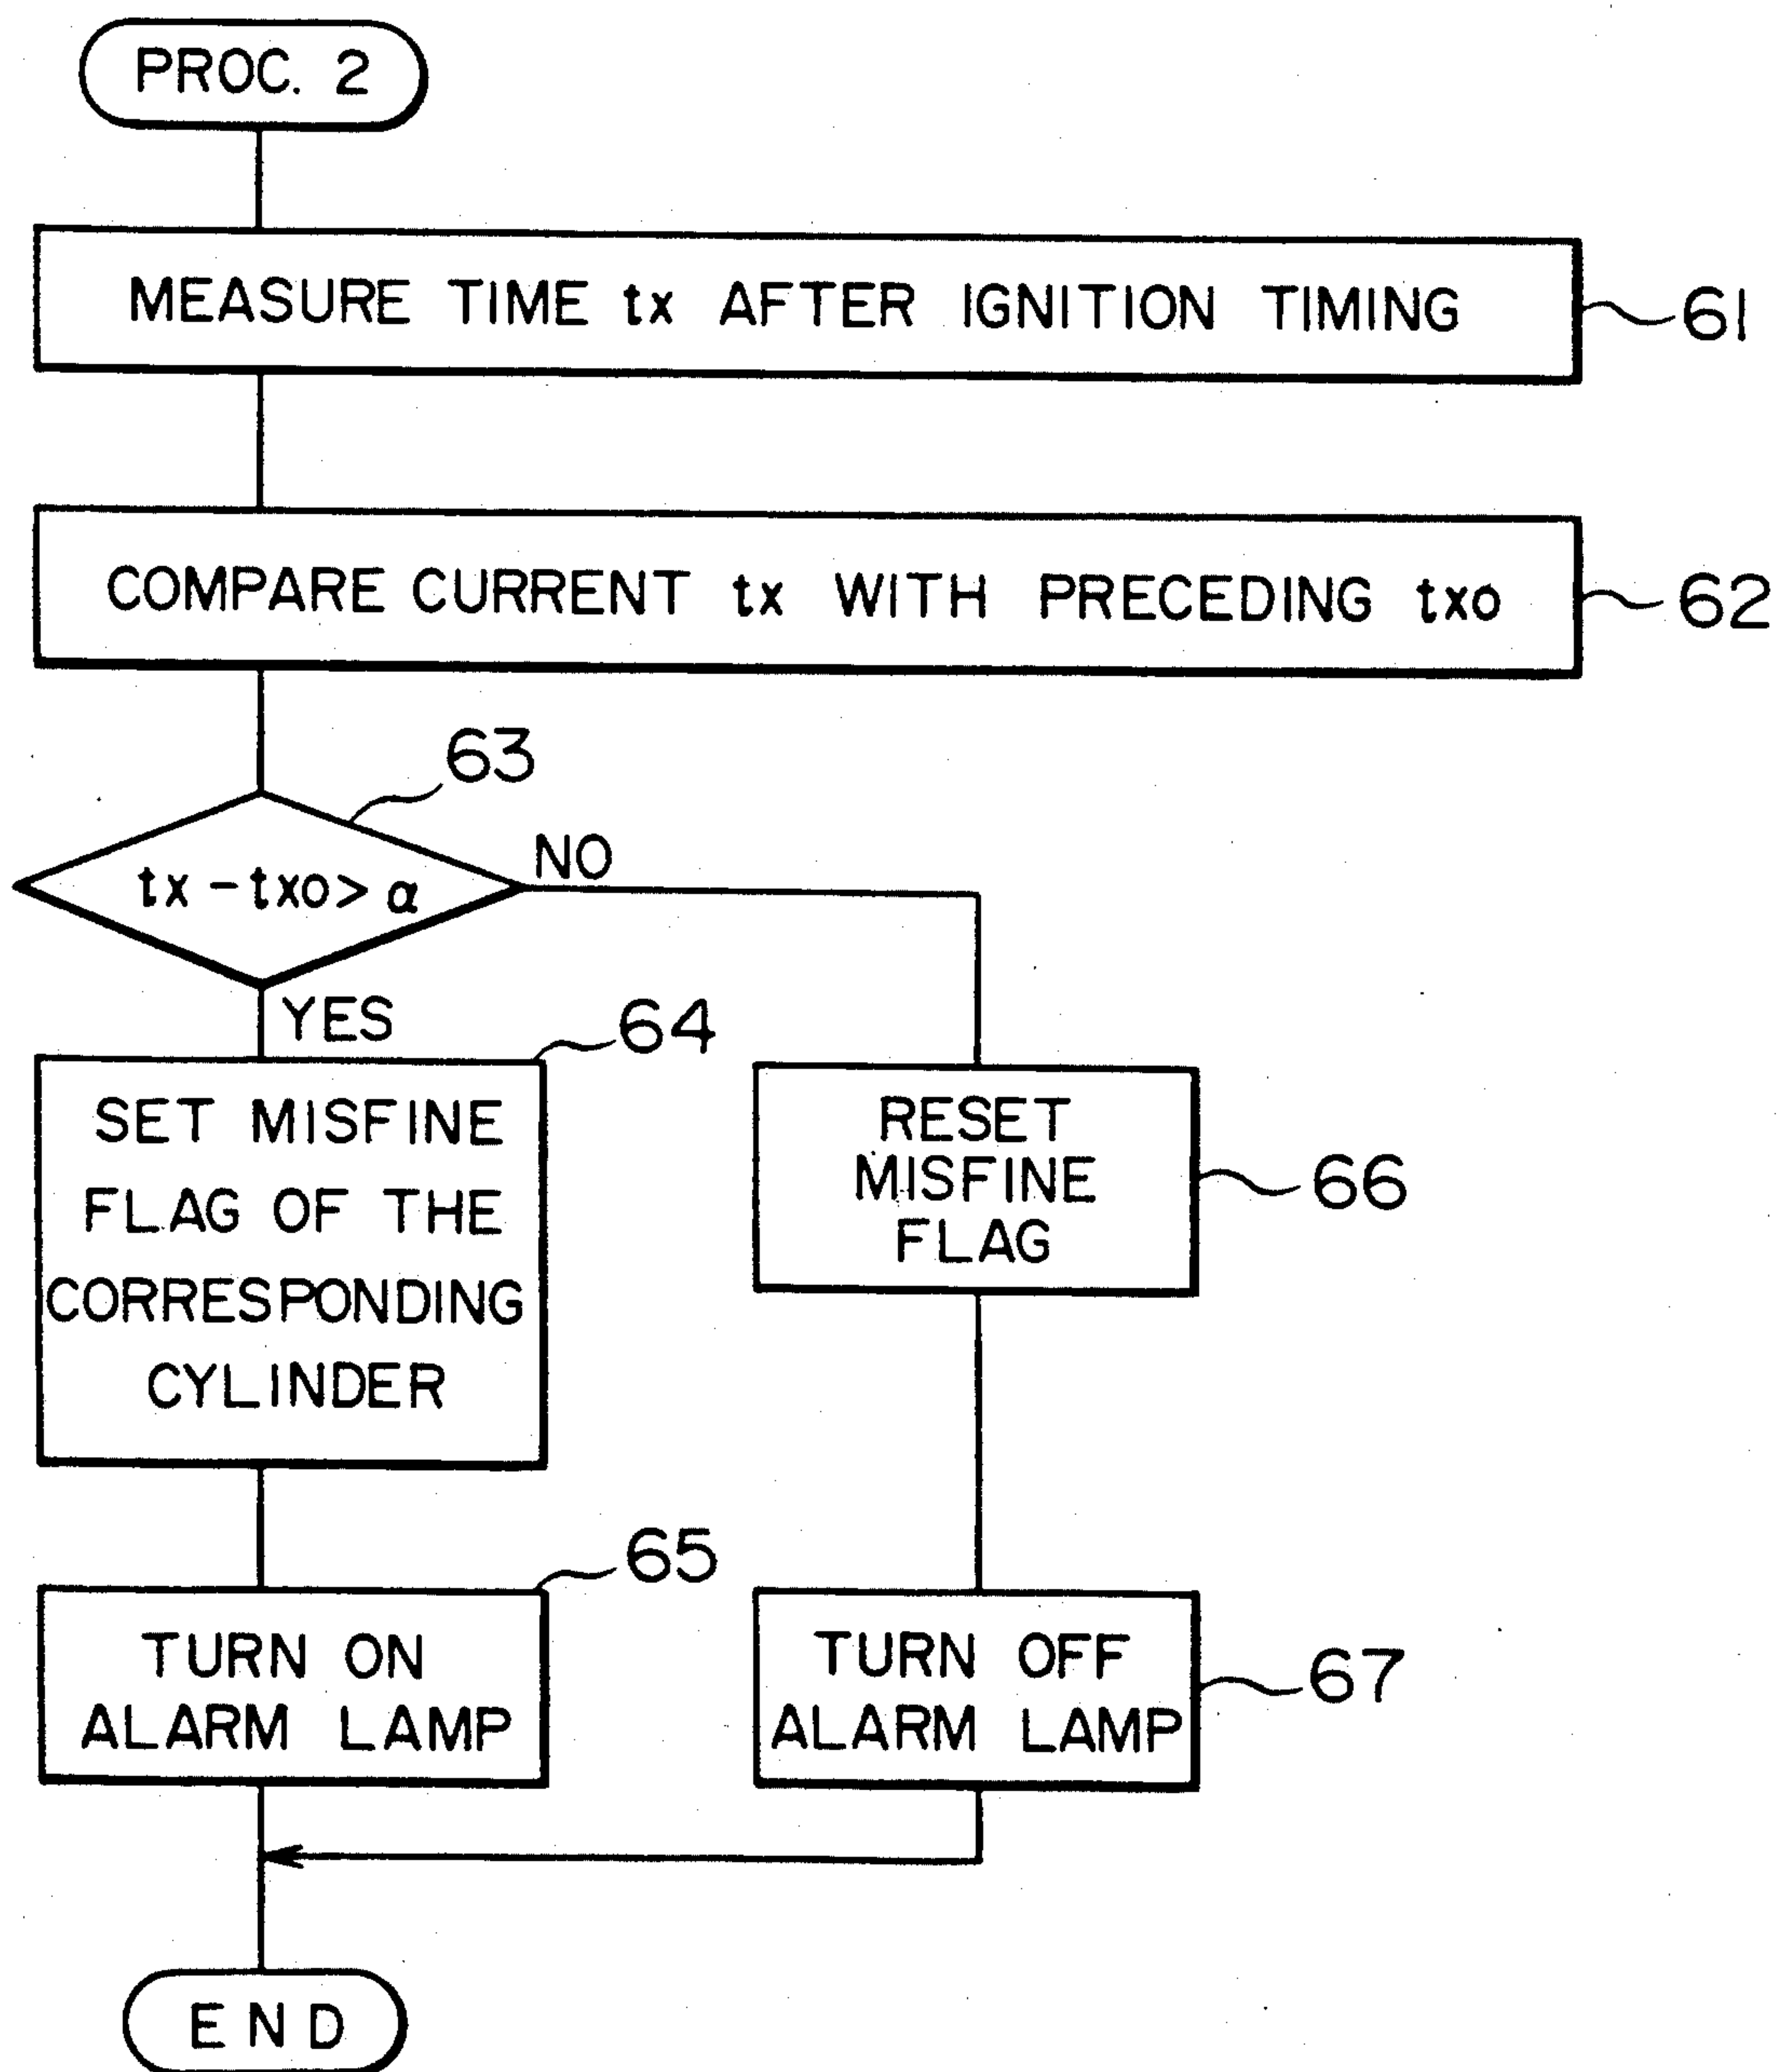 PROC. 2
MEASURE TIME tx AFTER IGNITION TIMING
61
COMPARE CURRENT tx WITH PRECEDING txo
62
63
tx - txo > α
NO
YES
64
SET MISFINE
FLAG OF THE
CORRESPONDING
CYLINDER
RESET
MISFINE
FLAG
66
65
TURN ON
ALARM LAMP
TURN OFF
ALARM LAMP
67
END